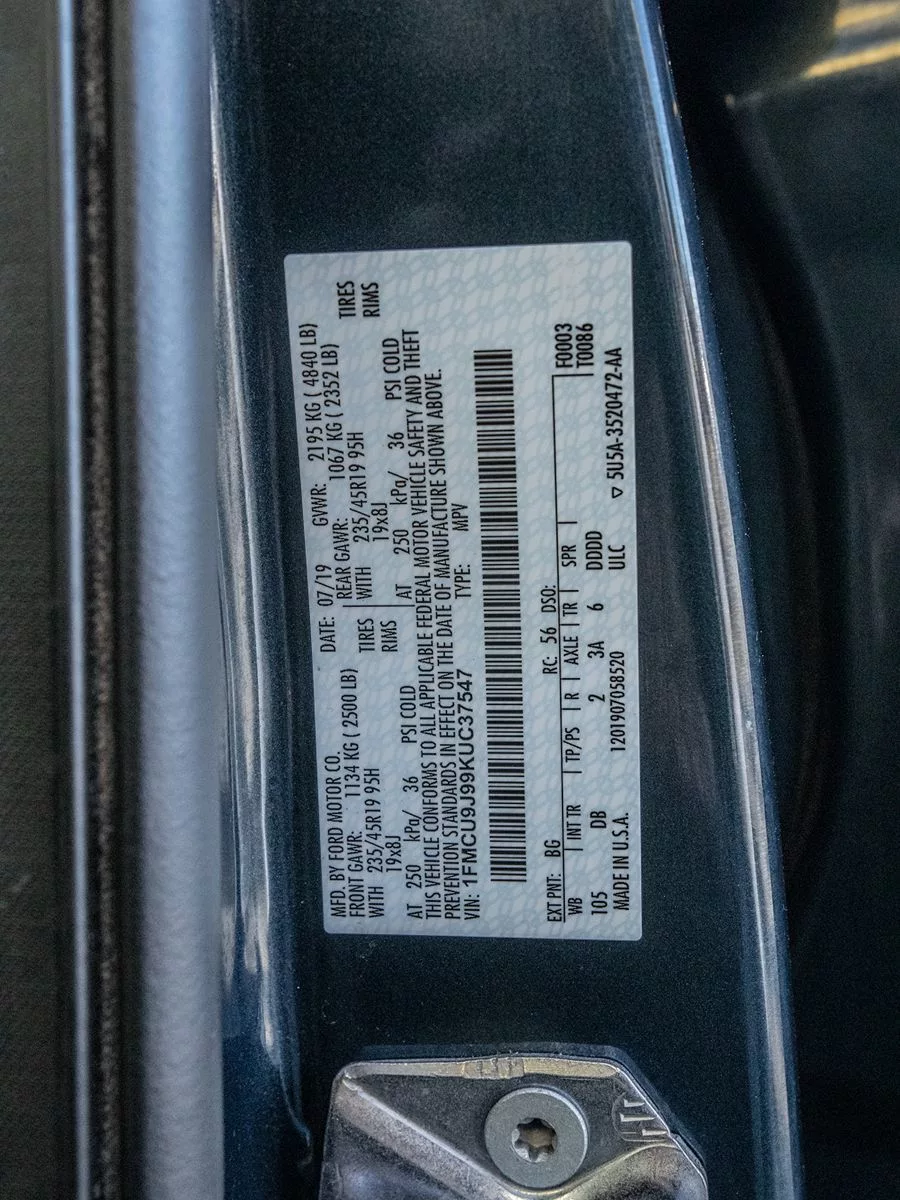 MFD. BY FORD MOTOR CO. DATE: 07/19 GVWR: 2195 KG ( 4840 LB)
FRONT GAWR: 1134 KG ( 2500 LB) REAR GAWR: 1067 KG ( 2352 LB)
WITH 235/45R19 95H TIRES WITH 235/45R19 95H TIRES
19x8J RIMS 19x8J RIMS
AT 250 kPa/ 36 PSI COLD AT 250 kPa/ 36 PSI COLD
THIS VEHICLE CONFORMS TO ALL APPLICABLE FEDERAL MOTOR VEHICLE SAFETY AND THEFT
PREVENTION STANDARDS IN EFFECT ON THE DATE OF MANUFACTURE SHOWN ABOVE.
VIN: 1FMCU9J99KUC37547 TYPE: MPV
EXT PNT: BG RC: 56 DSO: F0003
WB | INT TR | TP/PS | R | AXLE | TR | SPR | T0086
105 DB 2 3A 6 DDDD
MADE IN U.S.A. 1201907058520 ULC ▽ 5U5A-3520472-AA